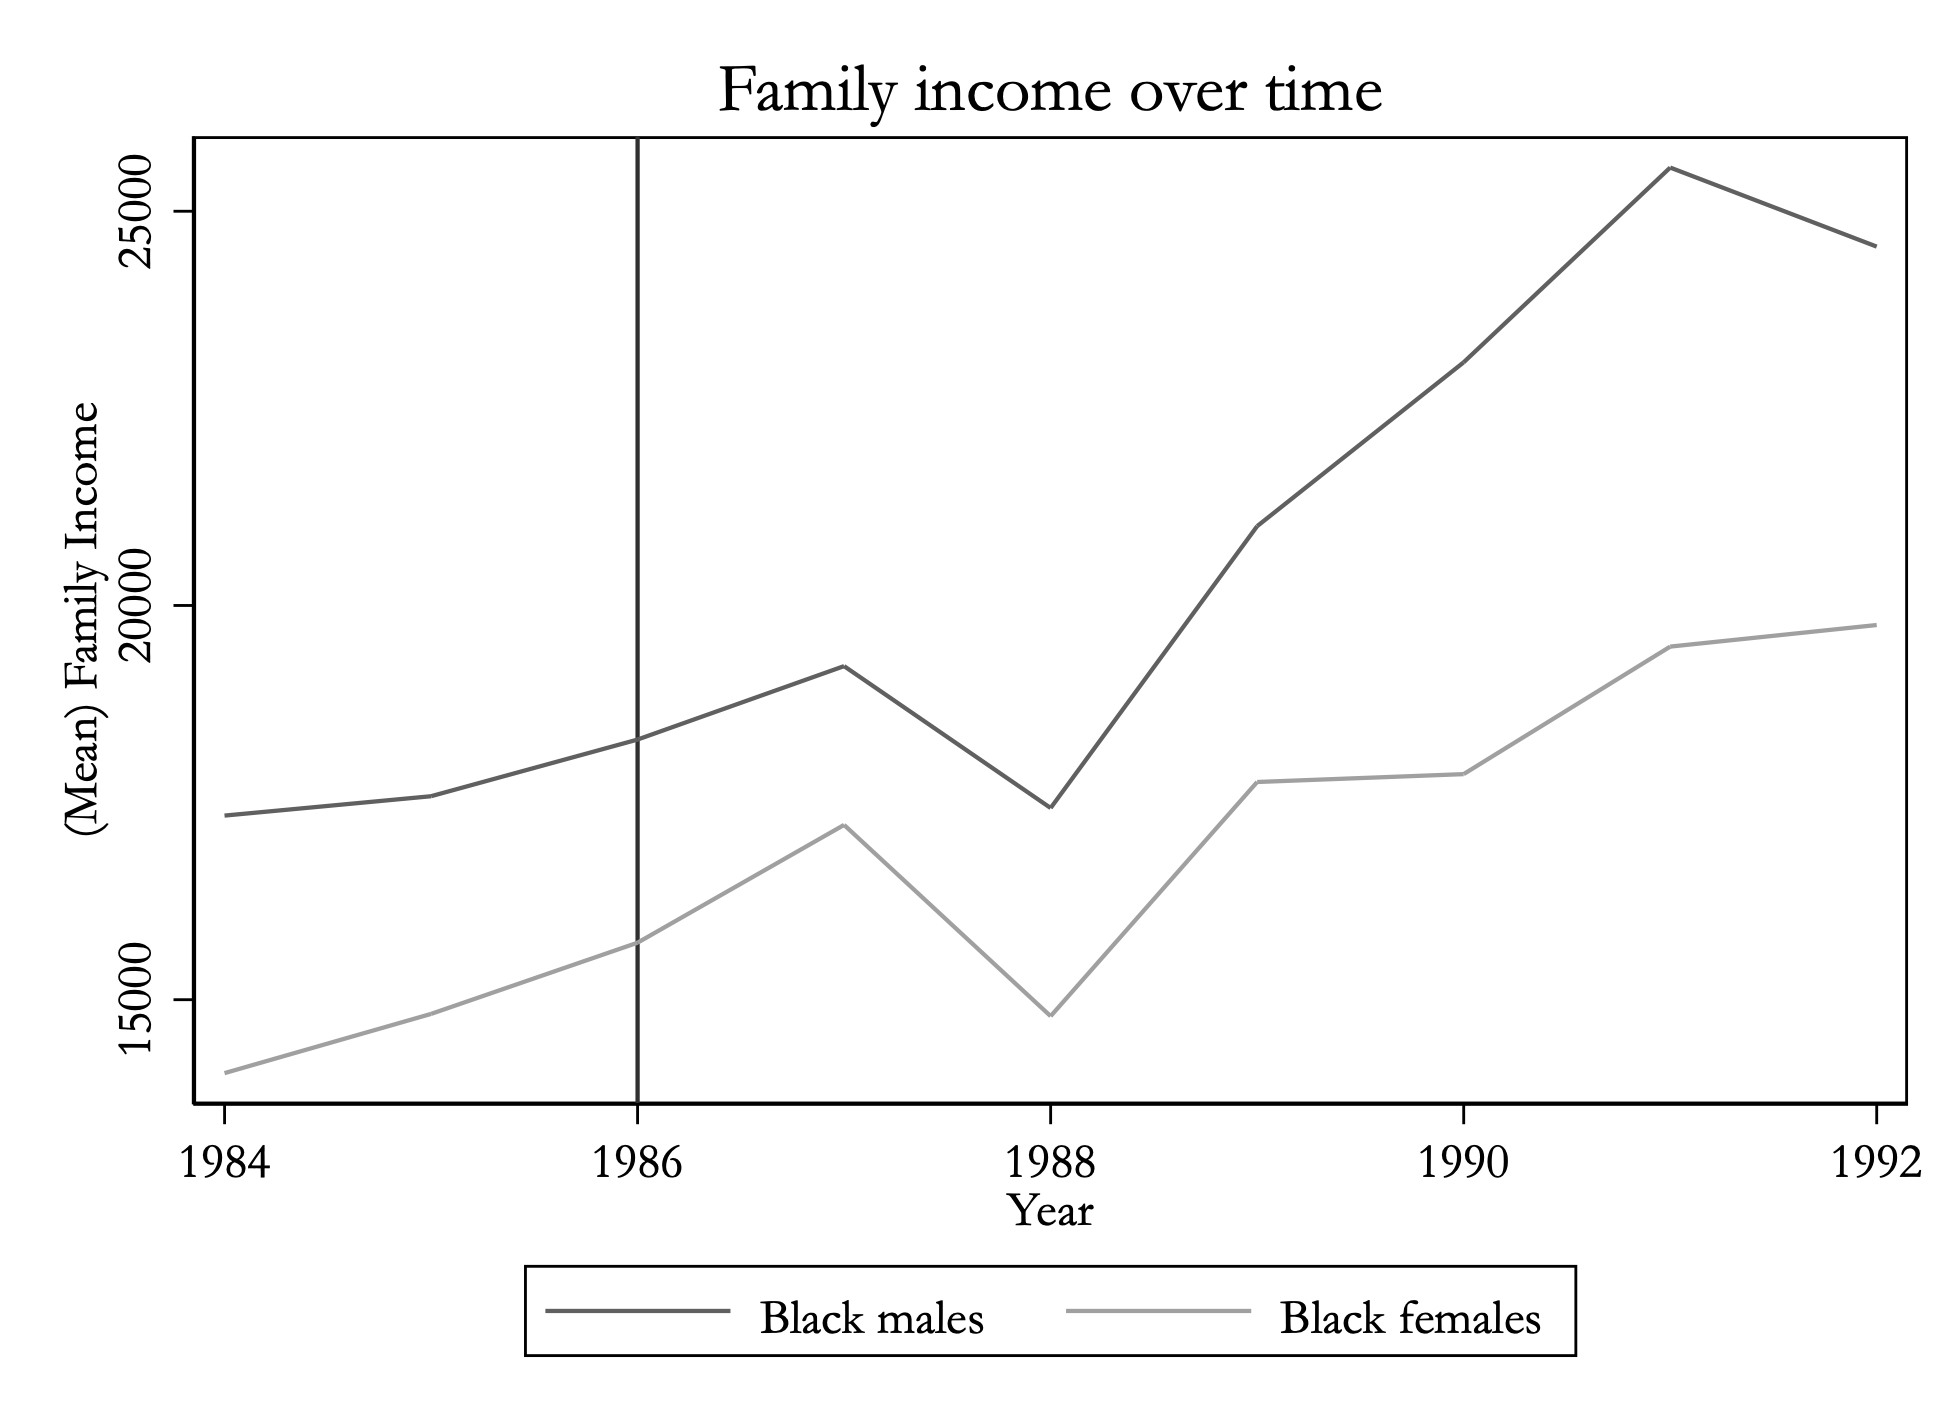 Family income over time
(Mean) Family Income
25000
20000
15000
1984 1986 1988 1990 1992
Year
Black males Black females